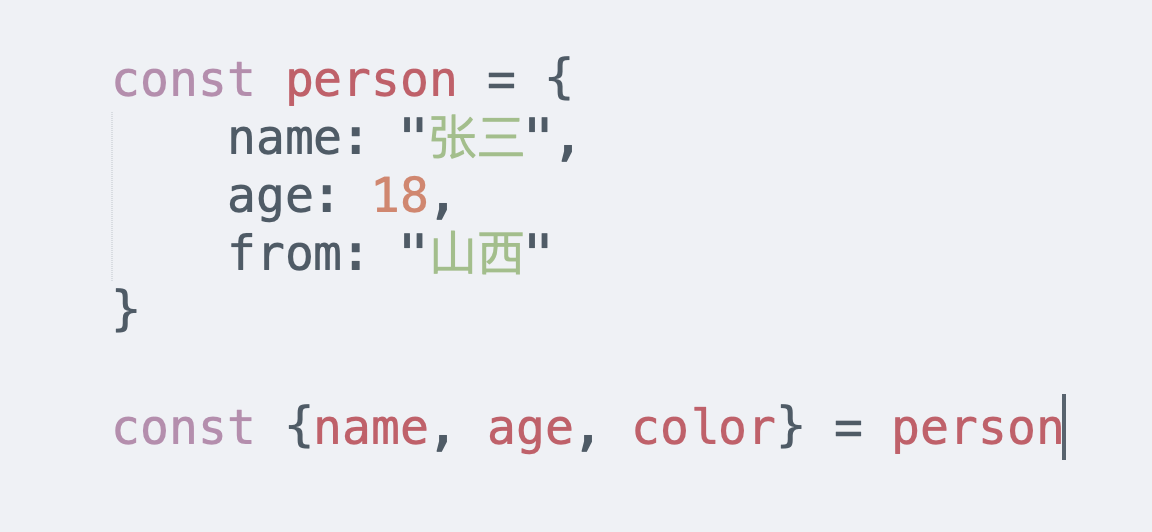 const person = {
    name: "张三",
    age: 18,
    from: "山西"
}
const {name, age, color} = person